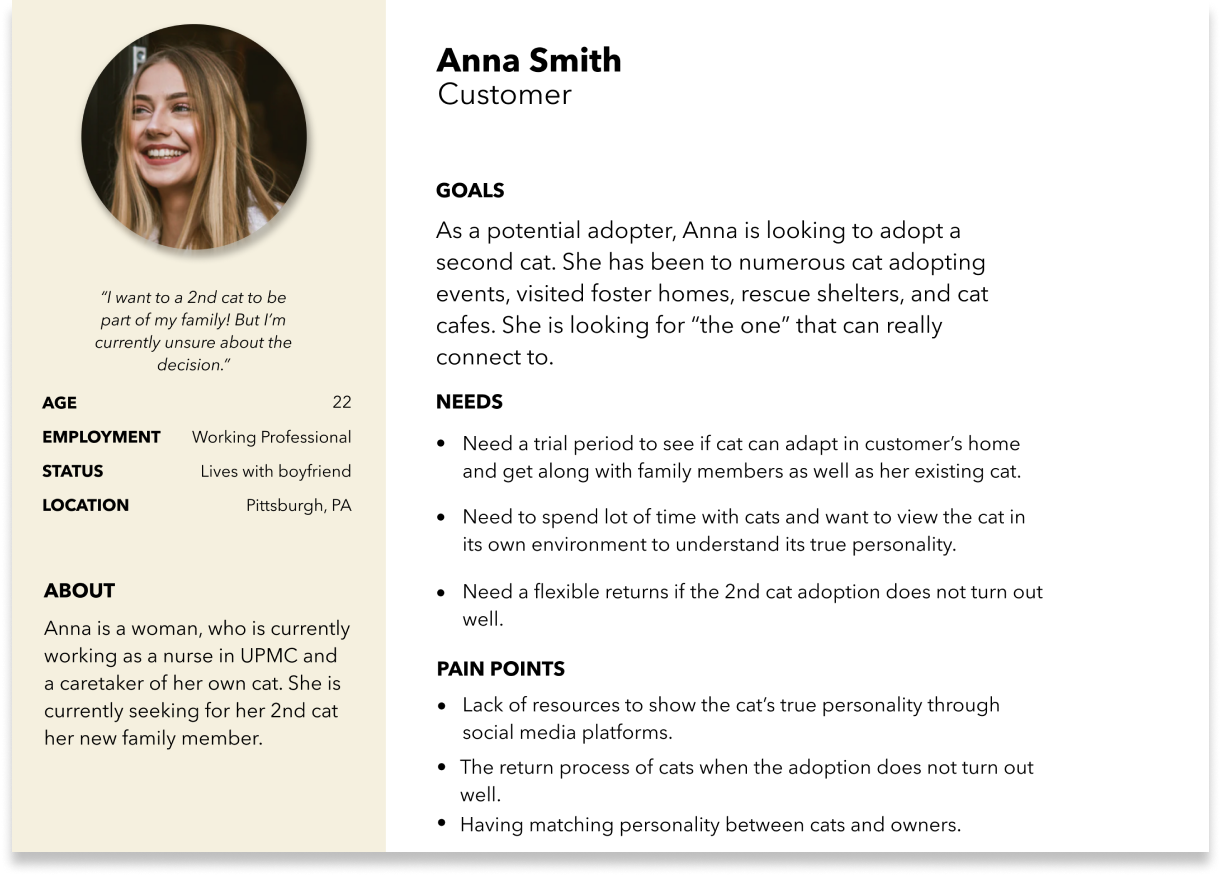 “I want to a 2nd cat to be
part of my family! But I’m
currently unsure about the
decision.”
AGE 22
EMPLOYMENT Working Professional
STATUS Lives with boyfriend
LOCATION Pittsburgh, PA
ABOUT
Anna is a woman, who is currently
working as a nurse in UPMC and
a caretaker of her own cat. She is
currently seeking for her 2nd cat
her new family member.
Anna Smith
Customer
GOALS
As a potential adopter, Anna is looking to adopt a
second cat. She has been to numerous cat adopting
events, visited foster homes, rescue shelters, and cat
cafes. She is looking for “the one” that can really
connect to.
NEEDS
• Need a trial period to see if cat can adapt in customer’s home
and get along with family members as well as her existing cat.
• Need to spend lot of time with cats and want to view the cat in
its own environment to understand its true personality.
• Need a flexible returns if the 2nd cat adoption does not turn out
well.
PAIN POINTS
• Lack of resources to show the cat’s true personality through
social media platforms.
• The return process of cats when the adoption does not turn out
well.
• Having matching personality between cats and owners.